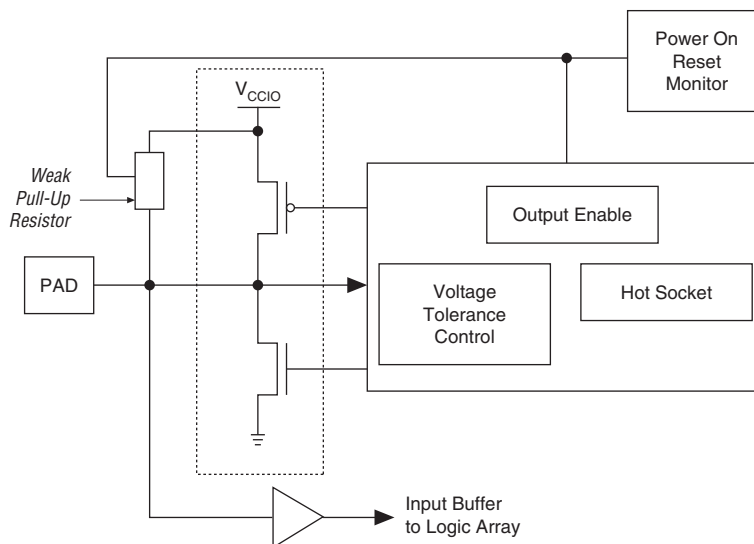 Power On
Reset
Monitor
V_CCIO
Weak
Pull-Up
Resistor
Output Enable
PAD
Voltage
Tolerance
Control
Hot Socket
Input Buffer
to Logic Array